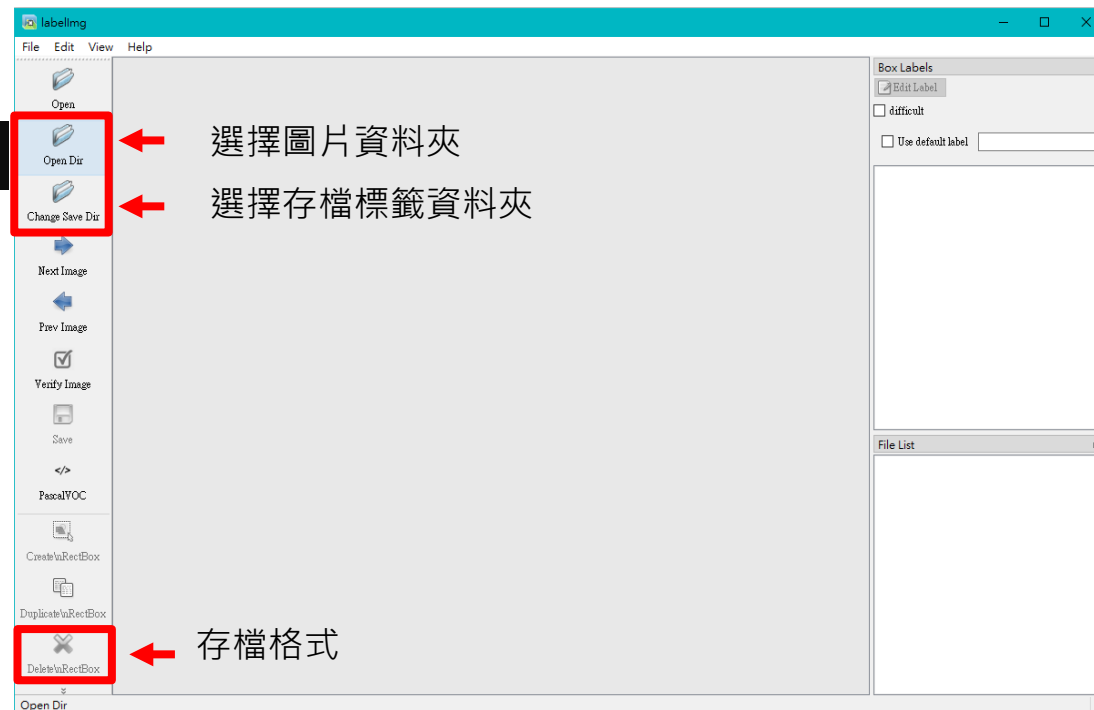 labelImg
File Edit View Help
Open
Open Dir
Change Save Dir
Next Image
Prev Image
Verify Image
Save
</>
PascalVOC
Create\nRectBox
Duplicate\nRectBox
Delete\nRectBox
Open Dir
選擇圖片資料夾
選擇存檔標籤資料夾
存檔格式
Box Labels
Edit Label
difficult
Use default label
File List